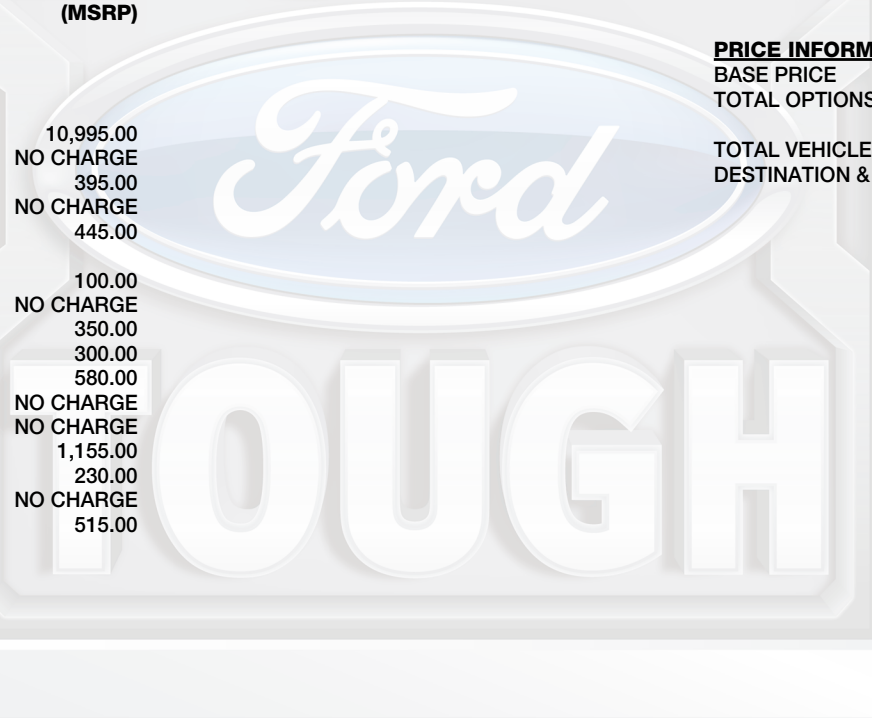 (MSRP)
10,995.00
NO CHARGE
395.00
NO CHARGE
445.00
100.00
NO CHARGE
350.00
300.00
580.00
NO CHARGE
NO CHARGE
1,155.00
230.00
NO CHARGE
515.00
PRICE INFORM
BASE PRICE
TOTAL OPTIONS
TOTAL VEHICLE
DESTINATION &
Ford
TOUGH